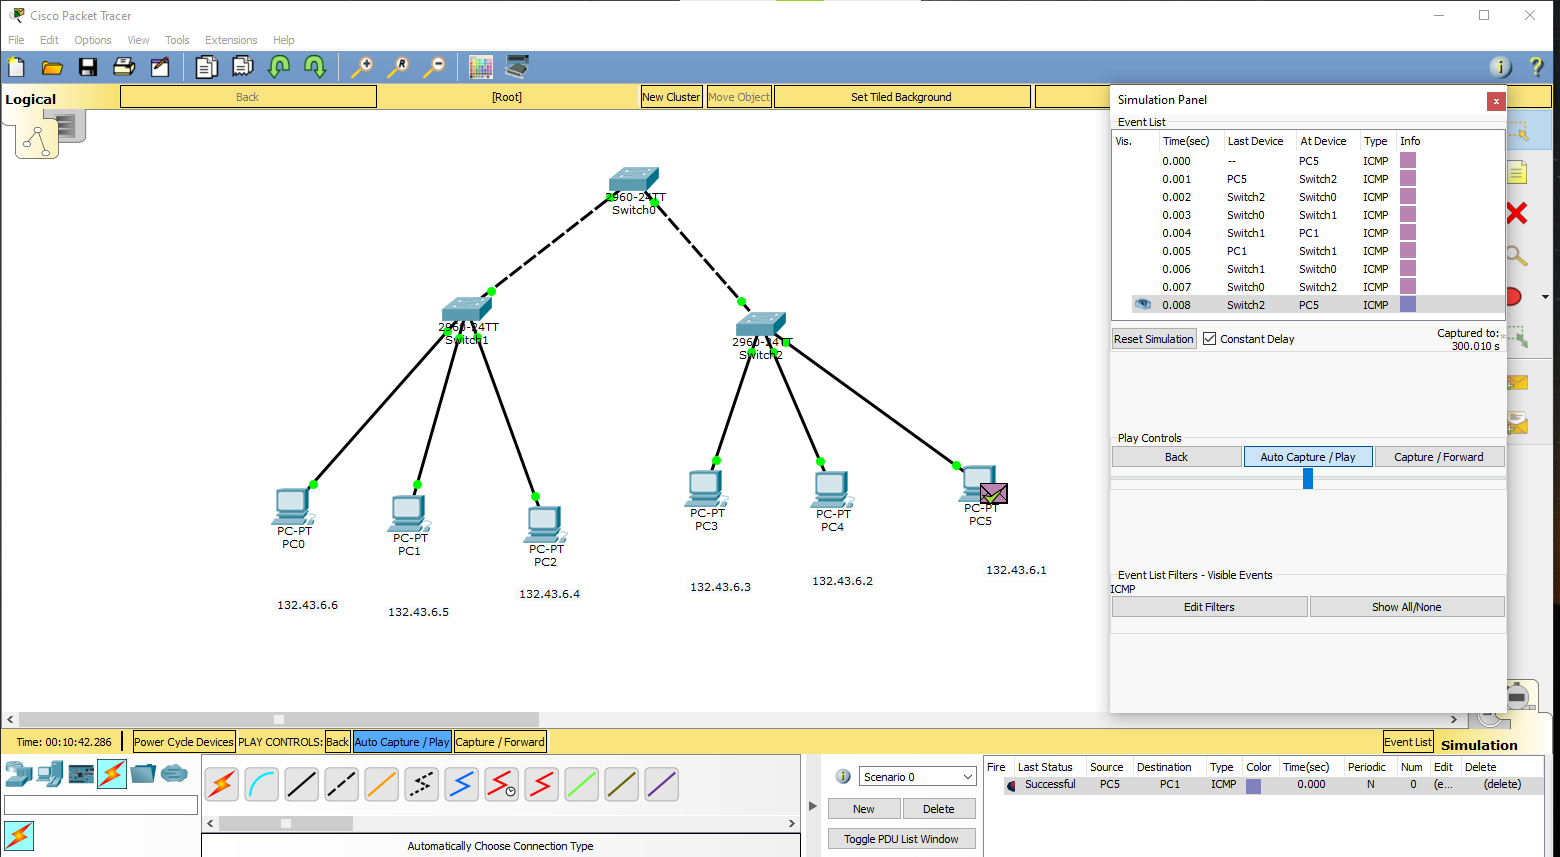 Cisco Packet Tracer
File Edit Options View Tools Extensions Help
Logical
Back [Root] New Cluster Move Object Set Tiled Background
2960-24TT
Switch0
2960-24TT
Switch1
2960-24TT
Switch2
PC-PT
PC0
PC-PT
PC1
PC-PT
PC2
PC-PT
PC3
PC-PT
PC4
PC-PT
PC5
132.43.6.6
132.43.6.5
132.43.6.4
132.43.6.3
132.43.6.2
132.43.6.1
Simulation Panel x
Event List
Vis. Time(sec) Last Device At Device Type Info
0.000 -- PC5 ICMP
0.001 PC5 Switch2 ICMP
0.002 Switch2 Switch0 ICMP
0.003 Switch0 Switch1 ICMP
0.004 Switch1 PC1 ICMP
0.005 PC1 Switch1 ICMP
0.006 Switch1 Switch0 ICMP
0.007 Switch0 Switch2 ICMP
0.008 Switch2 PC5 ICMP
Reset Simulation Constant Delay Captured to:
300.010 s
Play Controls
Back Auto Capture / Play Capture / Forward
Event List Filters - Visible Events
ICMP
Edit Filters Show All/None
Time: 00:10:42.286 Power Cycle Devices PLAY CONTROLS: Back Auto Capture / Play Capture / Forward Event List Simulation
Automatically Choose Connection Type
Scenario 0
New Delete
Toggle PDU List Window
Fire Last Status Source Destination Type Color Time(sec) Periodic Num Edit Delete
Successful PC5 PC1 ICMP 0.000 N 0 (e... (delete)